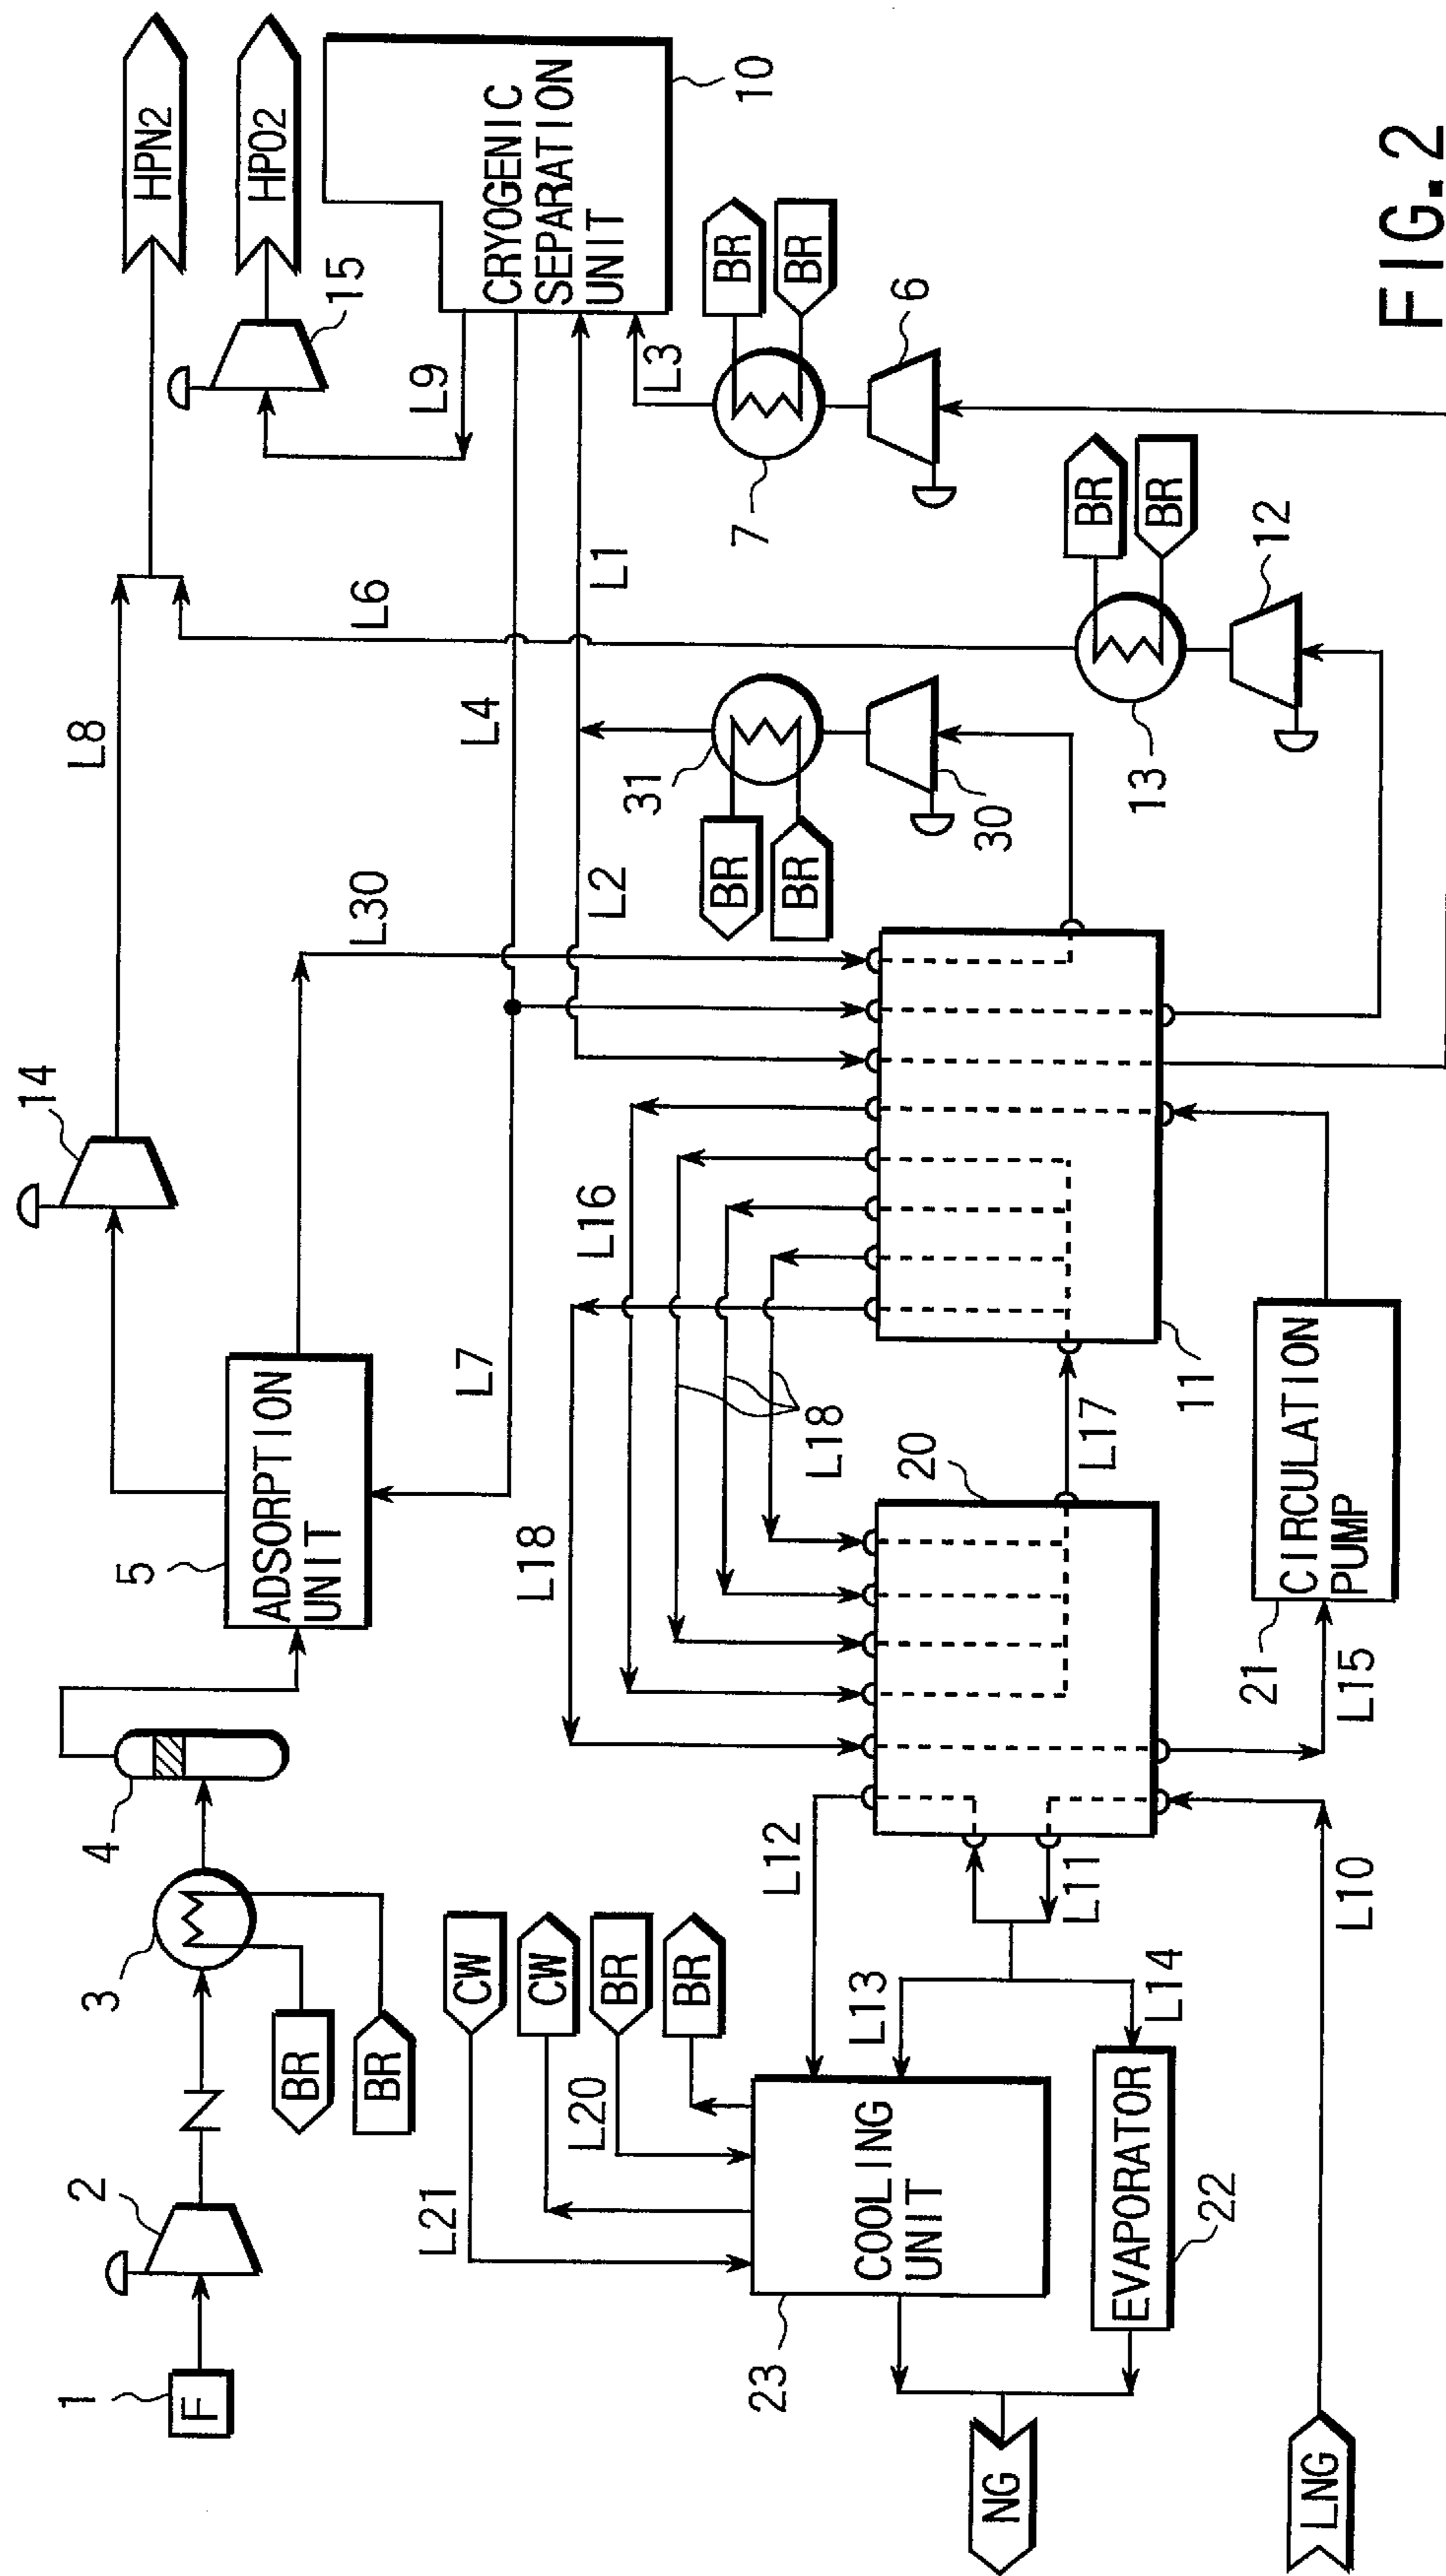 HPN2
HPO2
15
CRYOGENIC
SEPARATION
UNIT
10
L9
L3
BR
BR
7
6
L8
L6
L4
L1
BR
BR
13
12
31
30
BR
BR
L2
L30
14
5
ADSORPTION
UNIT
L7
L16
L18
L18
L17
11
20
CIRCULATION
PUMP
21
L15
4
3
BR
BR
2
1
F
CW
CW
BR
BR
L21
L20
L12
L13
L11
L14
L10
COOLING
UNIT
23
EVAPORATOR
22
NG
LNG
FIG.2